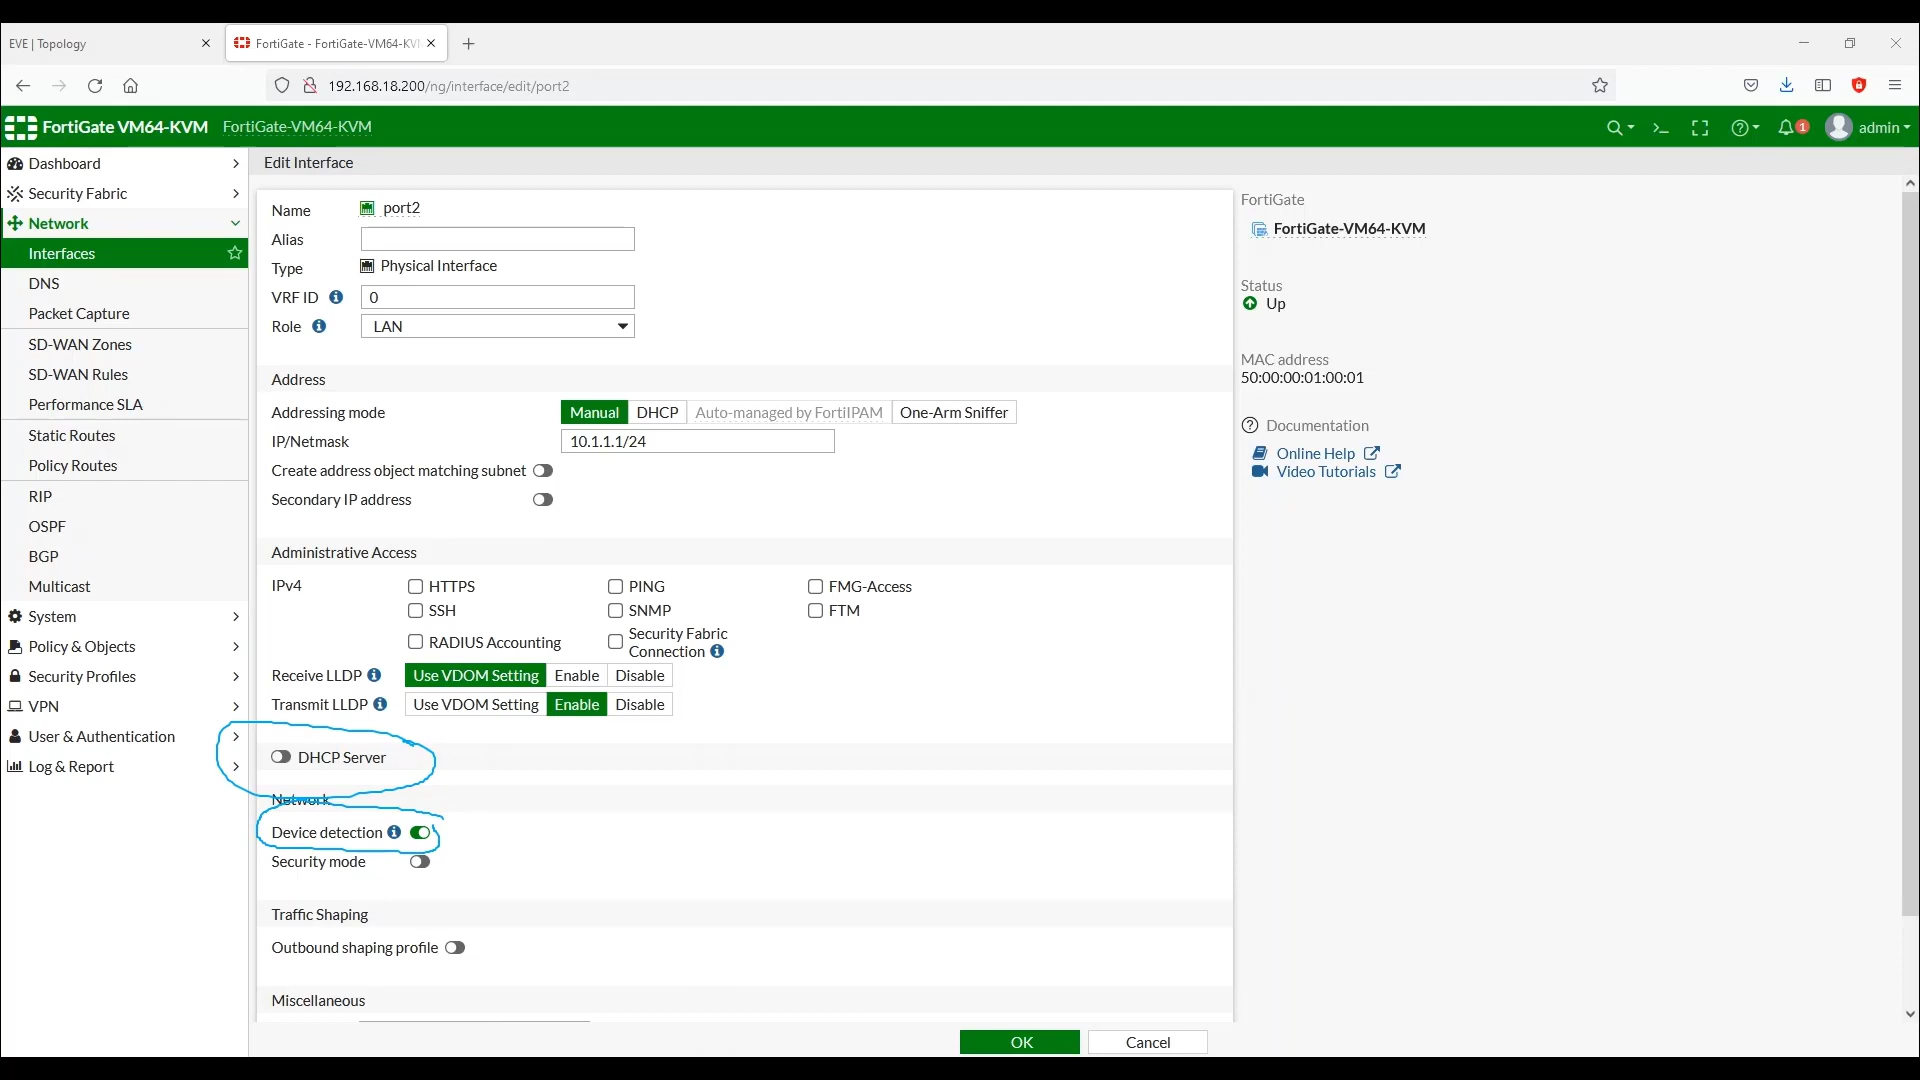 EVE | Topology
FortiGate - FortiGate-VM64-KV
192.168.18.200/ng/interface/edit/port2
FortiGate VM64-KVM FortiGate-VM64-KVM
1 admin
Dashboard
Security Fabric
Network
Interfaces
DNS
Packet Capture
SD-WAN Zones
SD-WAN Rules
Performance SLA
Static Routes
Policy Routes
RIP
OSPF
BGP
Multicast
System
Policy & Objects
Security Profiles
VPN
User & Authentication
Log & Report
Edit Interface
Name port2
Alias
Type Physical Interface
VRF ID 0
Role LAN
Address
Addressing mode Manual DHCP Auto-managed by FortiIPAM One-Arm Sniffer
IP/Netmask 10.1.1.1/24
Create address object matching subnet
Secondary IP address
Administrative Access
IPv4 HTTPS PING FMG-Access
SSH SNMP FTM
RADIUS Accounting Security Fabric
Connection
Receive LLDP Use VDOM Setting Enable Disable
Transmit LLDP Use VDOM Setting Enable Disable
DHCP Server
Network
Device detection
Security mode
Traffic Shaping
Outbound shaping profile
Miscellaneous
OK Cancel
FortiGate
FortiGate-VM64-KVM
Status
Up
MAC address
50:00:00:01:00:01
Documentation
Online Help
Video Tutorials